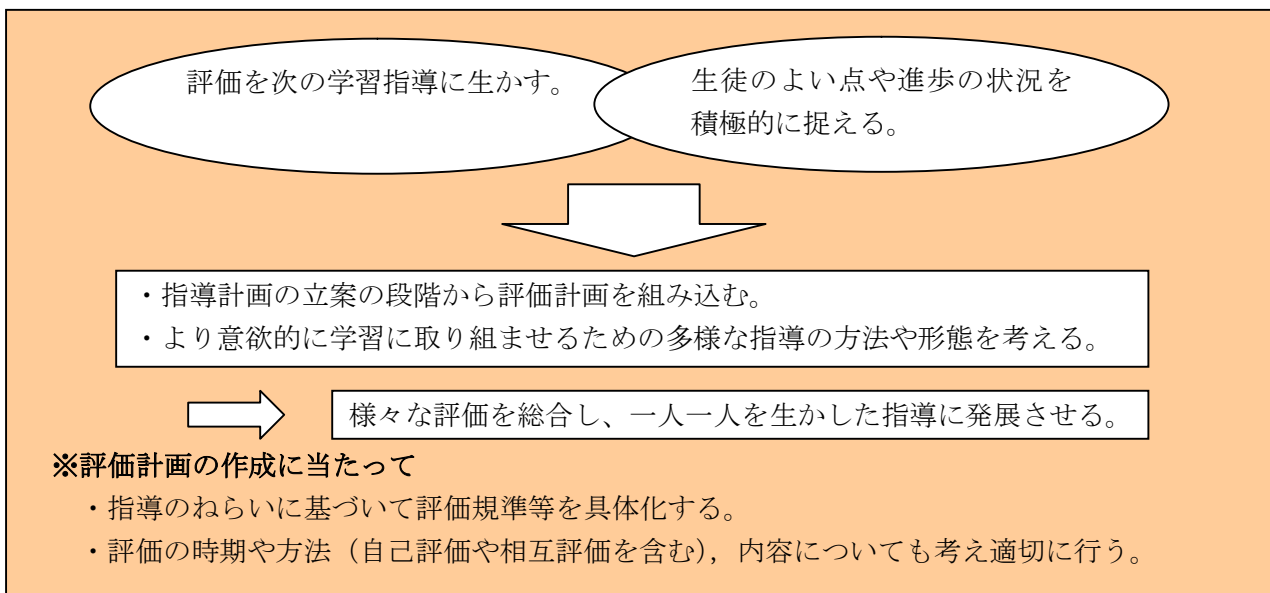 評価を次の学習指導に生かす。
生徒のよい点や進歩の状況を
積極的に捉える。
・指導計画の立案の段階から評価計画を組み込む。
・より意欲的に学習に取り組ませるための多様な指導の方法や形態を考える。
様々な評価を総合し、一人一人を生かした指導に発展させる。
※評価計画の作成に当たって
・指導のねらいに基づいて評価規準等を具体化する。
・評価の時期や方法（自己評価や相互評価を含む），内容についても考え適切に行う。